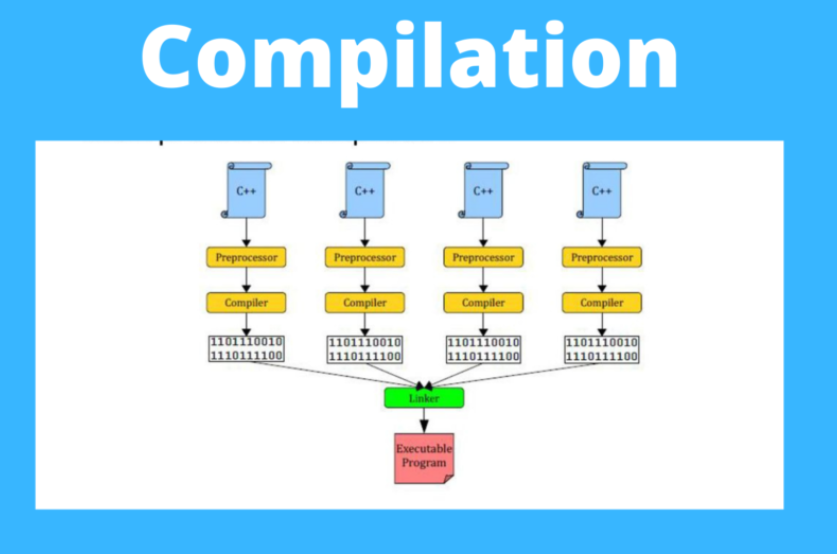 Compilation
C++ C++ C++ C++
Preprocessor Preprocessor Preprocessor Preprocessor
Compiler Compiler Compiler Compiler
1101110010 1101110010 1101110010 1101110010
1110111100 1110111100 1110111100 1110111100
Linker
Executable
Program